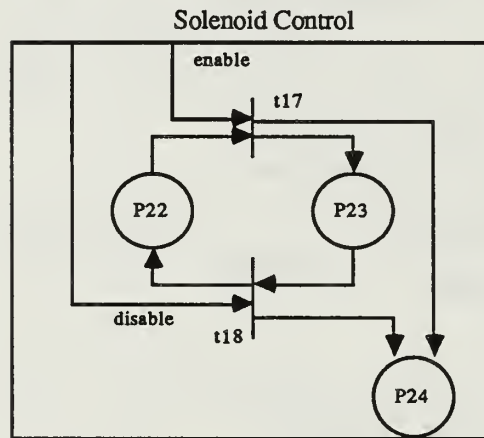 Solenoid Control
enable
t17
P22
P23
disable
t18
P24